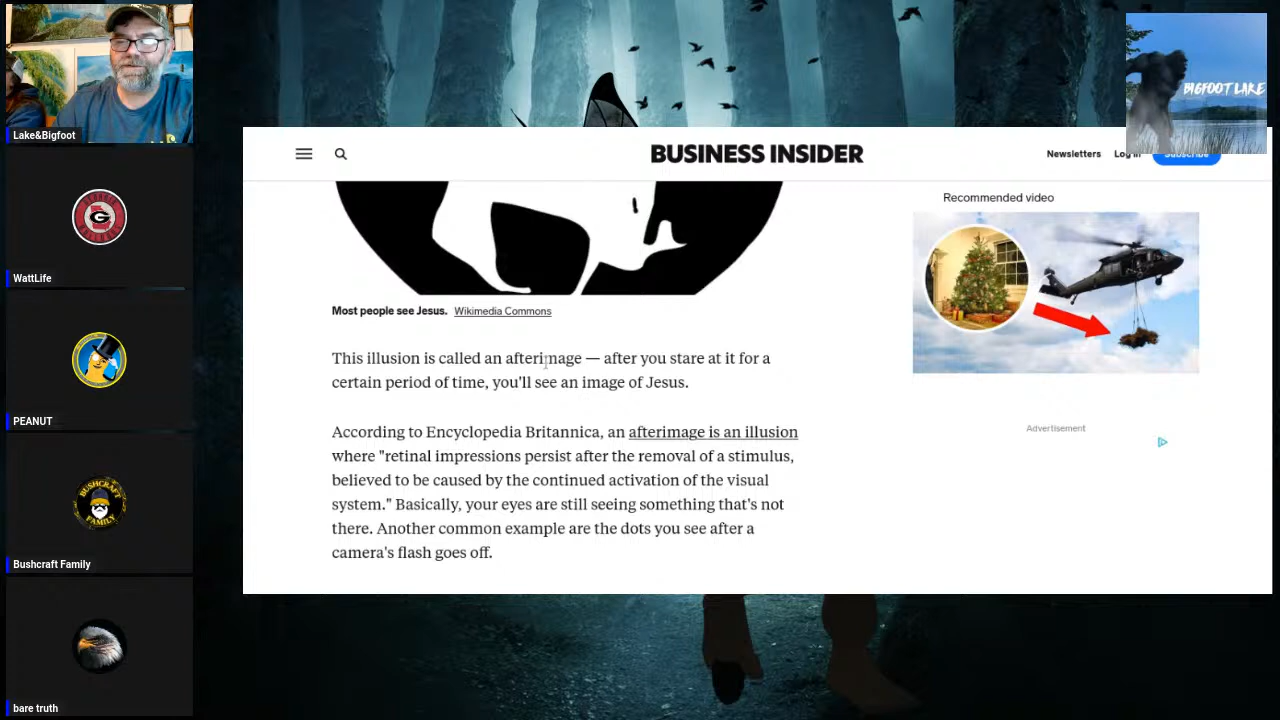 Lake&Bigfoot
WattLife
PEANUT
BUSHCRAFT
FAMILY
Bushcraft Family
bare truth
BIGFOOT LAKE
BUSINESS INSIDER
Newsletters
Log in
Subscribe
Most people see Jesus. Wikimedia Commons
This illusion is called an afterimage — after you stare at it for a
certain period of time, you'll see an image of Jesus.
According to Encyclopedia Britannica, an afterimage is an illusion
where "retinal impressions persist after the removal of a stimulus,
believed to be caused by the continued activation of the visual
system." Basically, your eyes are still seeing something that's not
there. Another common example are the dots you see after a
camera's flash goes off.
Recommended video
Advertisement